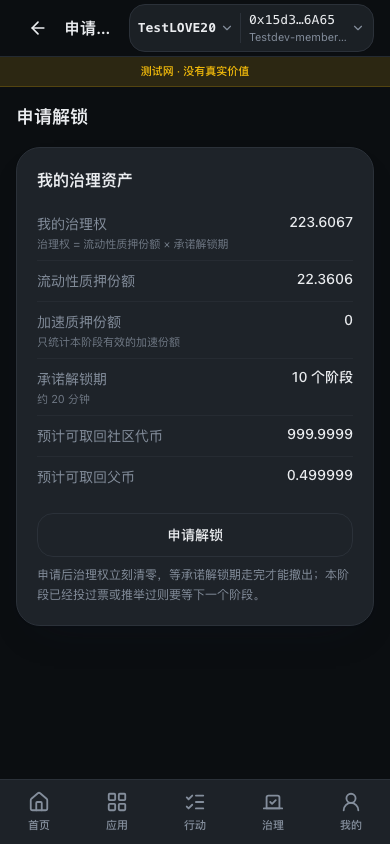 申请...
TestLOVE20
0x15d3…6A65
Testdev-member...
测试网 · 没有真实价值
申请解锁
我的治理资产
我的治理权
223.6067
治理权 = 流动性质押份额 × 承诺解锁期
流动性质押份额
22.3606
加速质押份额
0
只统计本阶段有效的加速份额
承诺解锁期
10 个阶段
约 20 分钟
预计可取回社区代币
999.9999
预计可取回父币
0.499999
申请解锁
申请后治理权立刻清零，等承诺解锁期走完才能撤出；本阶
段已经投过票或推举过则要等下一个阶段。
首页
应用
行动
治理
我的